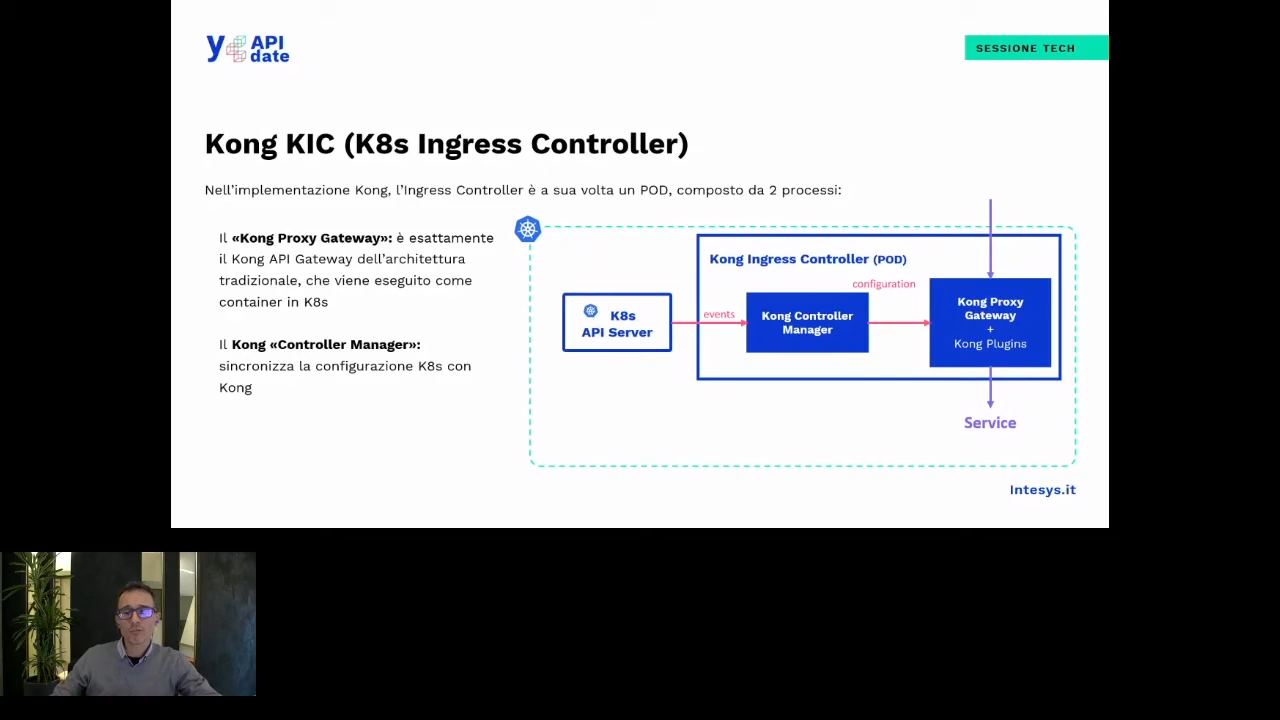 y API
date
SESSIONE TECH
Kong KIC (K8s Ingress Controller)
Nell'implementazione Kong, l'Ingress Controller è a sua volta un POD, composto da 2 processi:
Il «Kong Proxy Gateway»: è esattamente
il Kong API Gateway dell'architettura
tradizionale, che viene eseguito come
container in K8s
Il Kong «Controller Manager»:
sincronizza la configurazione K8s con
Kong
Kong Ingress Controller (POD)
configuration
K8s
API Server
events
Kong Controller
Manager
Kong Proxy
Gateway
+
Kong Plugins
Service
Intesys.it